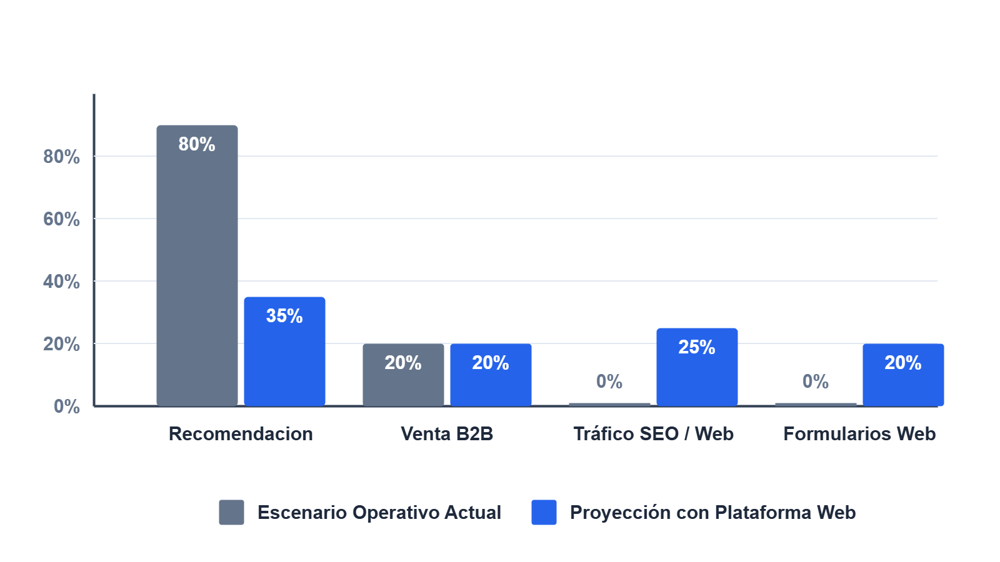 80%
80%
60%
40%
35%
20%
20%
20%
0%
25%
0%
20%
0%
Recomendacion
Venta B2B
Tráfico SEO / Web
Formularios Web
Escenario Operativo Actual
Proyección con Plataforma Web